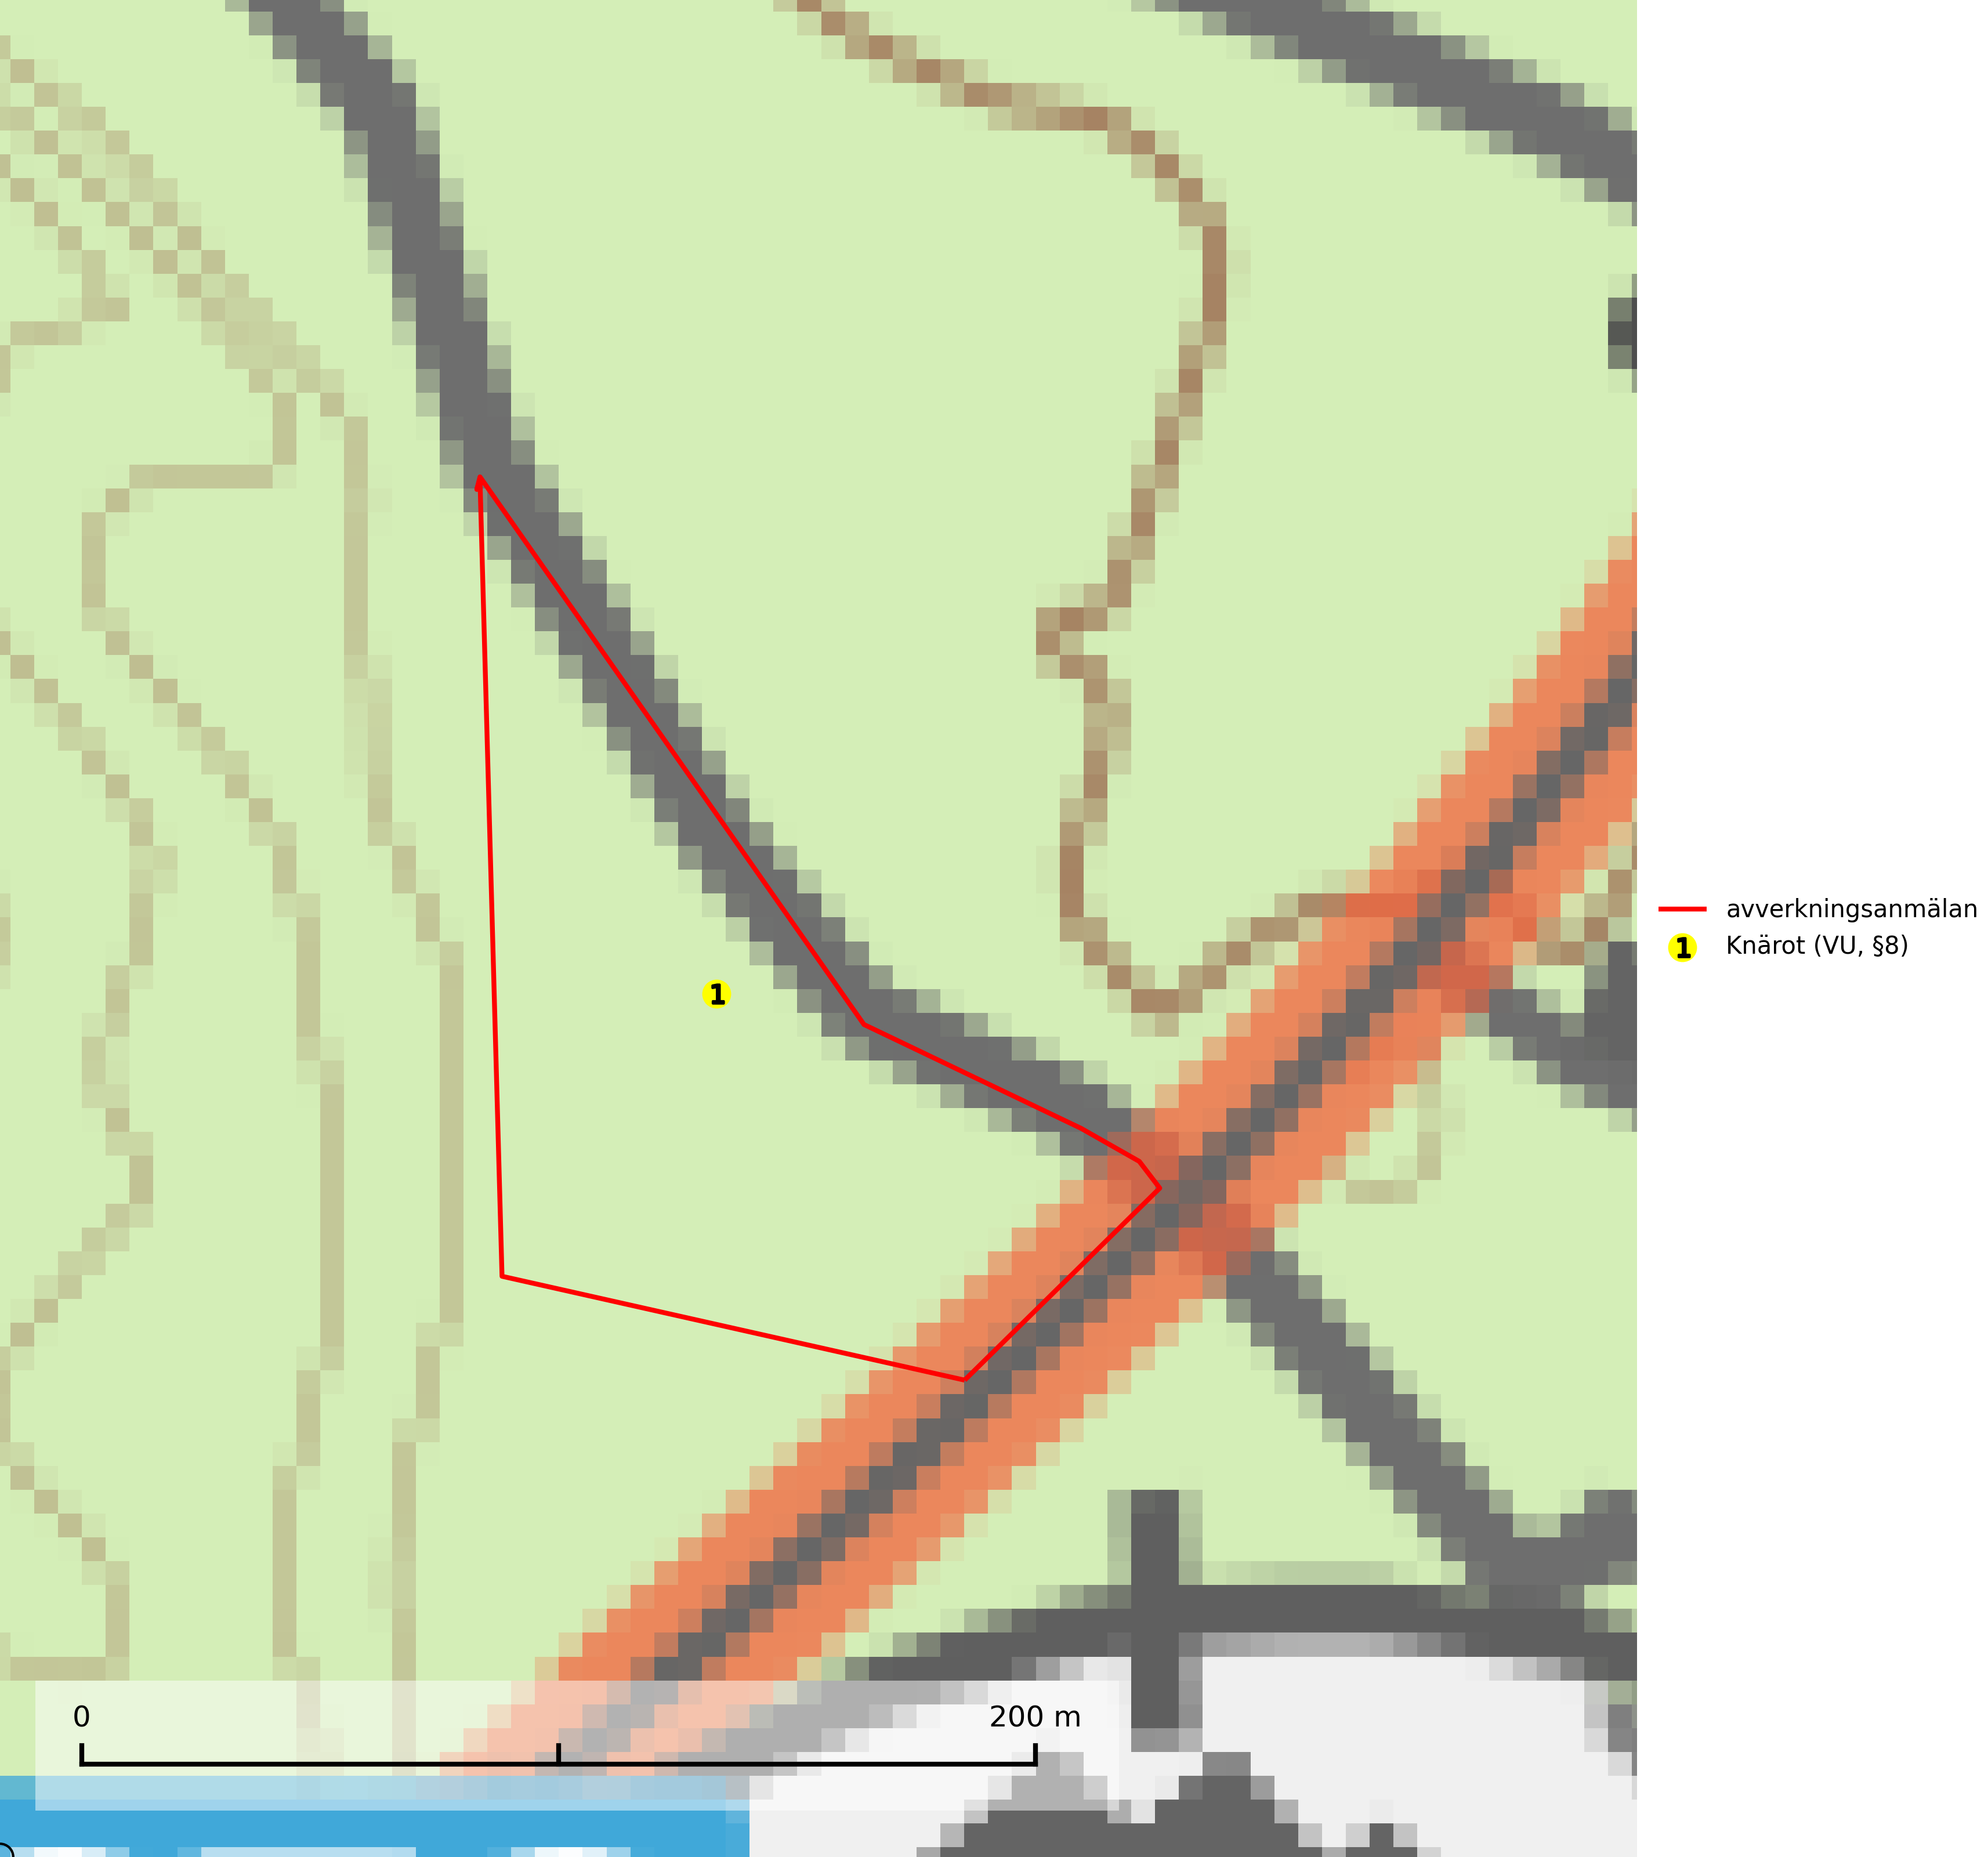 avverkningsanmälan
1 Knärot (VU, §8)
1
0 200 m